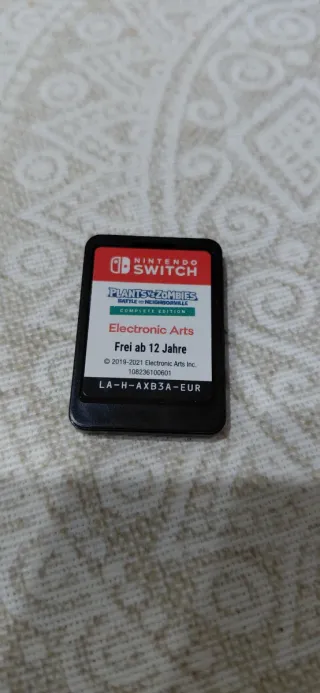 NINTENDO
SWITCH
PLANTS VS. ZOMBIES
BATTLE FOR NEIGHBORVILLE
COMPLETE EDITION
Electronic Arts
Frei ab 12 Jahre
© 2019-2021 Electronic Arts Inc.
108236100601
LA-H-AXB3A-EUR